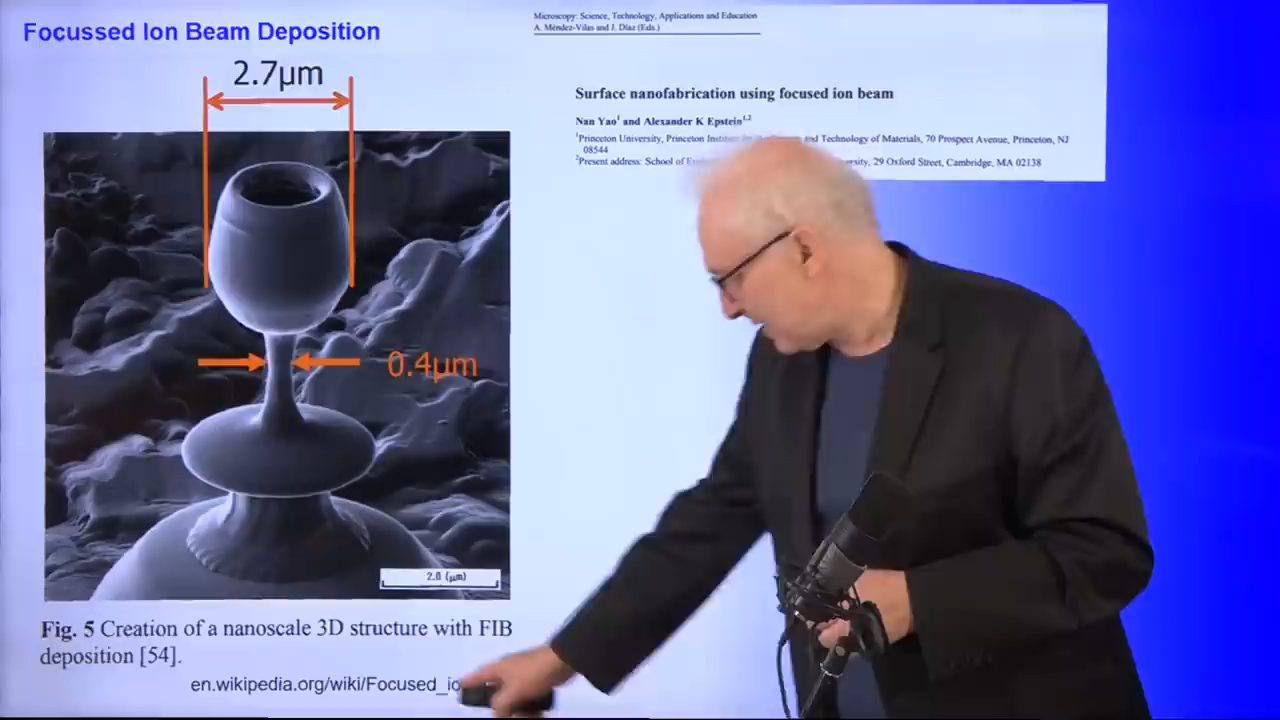 Focussed Ion Beam Deposition
2.7µm
0.4µm
2.0 (µm)
Fig. 5 Creation of a nanoscale 3D structure with FIB
deposition [54].
en.wikipedia.org/wiki/Focused_io
Microscopy: Science, Technology, Applications and Education
A. Méndez-Vilas and J. Díaz (Eds.)
Surface nanofabrication using focused ion beam
Nan Yao¹ and Alexander K Epstein¹,²
¹Princeton University, Princeton and Technology of Materials, 70 Prospect Avenue, Princeton, NJ
08544
²Present address: School of 29 Oxford Street, Cambridge, MA 02138